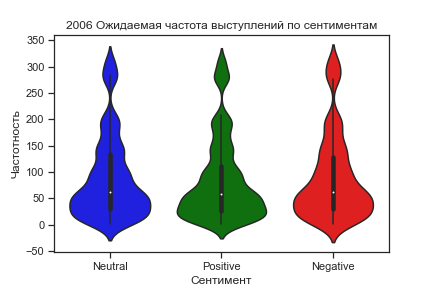 2006 Ожидаемая частота выступлений по сентиментам
350
300
250
200
150
100
50
0
−50
Частотность
Neutral
Positive
Negative
Сентимент